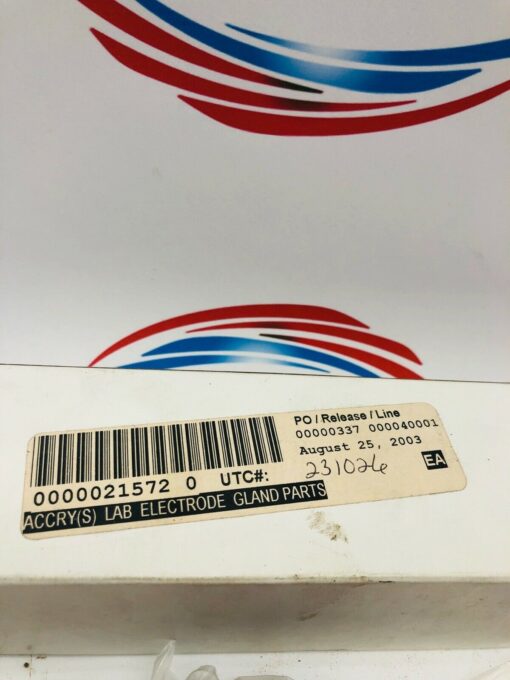 PO / Release / Line
00000337 000040001
August 25, 2003
231026
EA
0000021572 0 UTC#:
ACCRY(S) LAB ELECTRODE GLAND PARTS